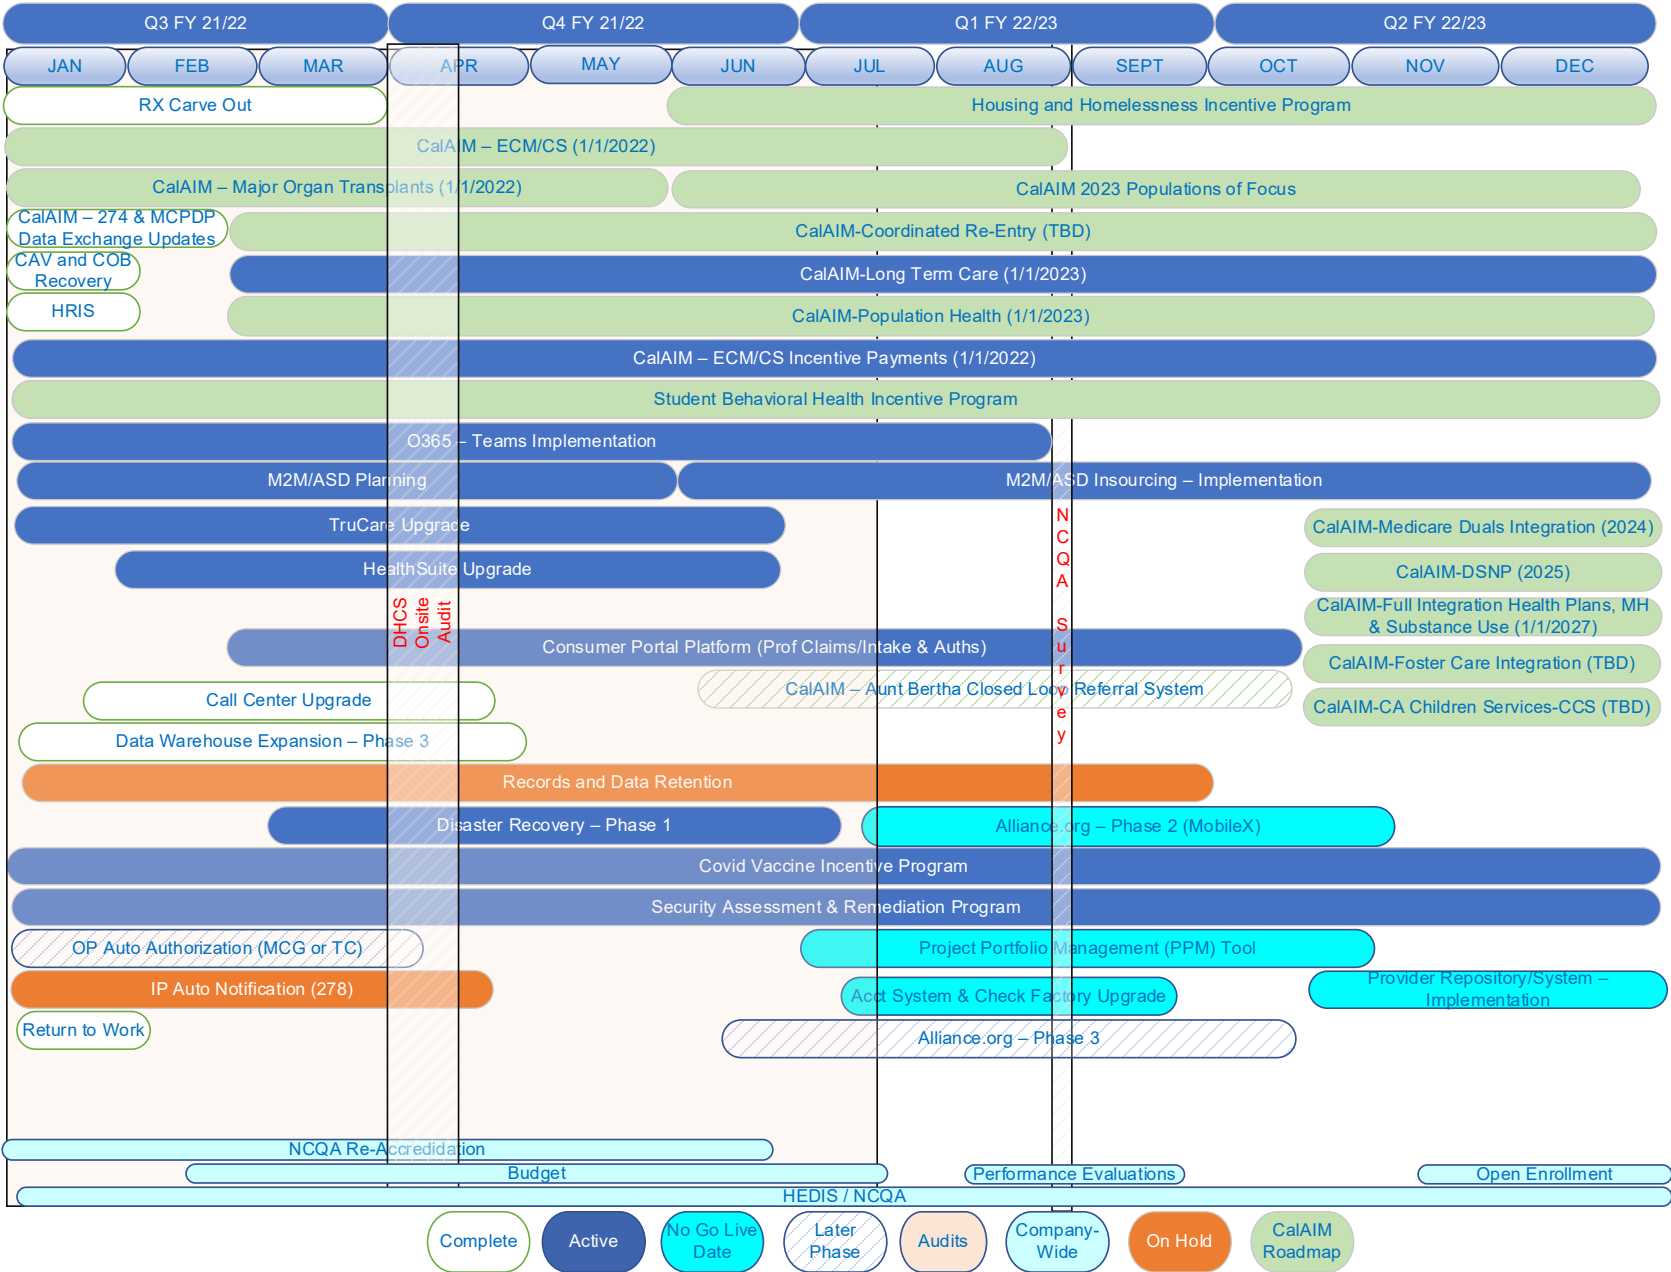 Q3 FY 21/22
Q4 FY 21/22
Q1 FY 22/23
Q2 FY 22/23
JAN
FEB
MAR
APR
MAY
JUN
JUL
AUG
SEPT
OCT
NOV
DEC
RX Carve Out
Housing and Homelessness Incentive Program
CalAIM – ECM/CS (1/1/2022)
CalAIM – Major Organ Transplants (1/1/2022)
CalAIM 2023 Populations of Focus
CalAIM – 274 & MCPDP
Data Exchange Updates
CalAIM-Coordinated Re-Entry (TBD)
CAV and COB
Recovery
CalAIM-Long Term Care (1/1/2023)
HRIS
CalAIM-Population Health (1/1/2023)
CalAIM – ECM/CS Incentive Payments (1/1/2022)
Student Behavioral Health Incentive Program
O365 – Teams Implementation
M2M/ASD Planning
M2M/ASD Insourcing – Implementation
TruCare Upgrade
CalAIM-Medicare Duals Integration (2024)
HealthSuite Upgrade
CalAIM-DSNP (2025)
CalAIM-Full Integration Health Plans, MH
& Substance Use (1/1/2027)
DHCS
Onsite
Audit
NCQA Survey
Consumer Portal Platform (Prof Claims/Intake & Auths)
CalAIM-Foster Care Integration (TBD)
CalAIM – Aunt Bertha Closed Loop Referral System
Call Center Upgrade
CalAIM-CA Children Services-CCS (TBD)
Data Warehouse Expansion – Phase 3
Records and Data Retention
Disaster Recovery – Phase 1
Alliance.org – Phase 2 (MobileX)
Covid Vaccine Incentive Program
Security Assessment & Remediation Program
OP Auto Authorization (MCG or TC)
Project Portfolio Management (PPM) Tool
IP Auto Notification (278)
Acct System & Check Factory Upgrade
Provider Repository/System –
Implementation
Return to Work
Alliance.org – Phase 3
NCQA Re-Accredidation
Budget
Performance Evaluations
Open Enrollment
HEDIS / NCQA
Complete
Active
No Go Live
Date
Later
Phase
Audits
Company-
Wide
On Hold
CalAIM
Roadmap